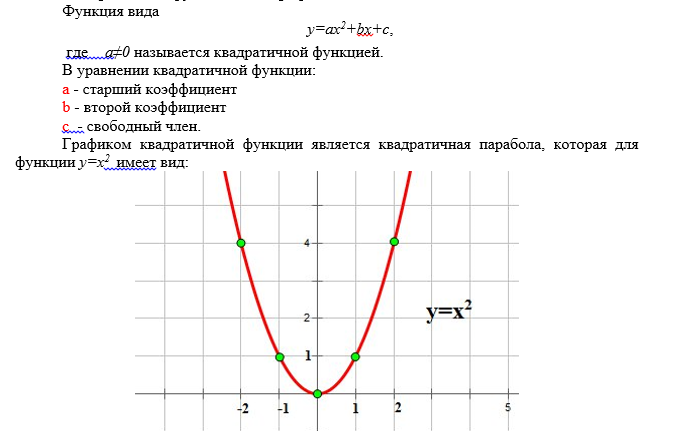 Функция вида
y=ax²+bx+c,
где a≠0 называется квадратичной функцией.
В уравнении квадратичной функции:
a - старший коэффициент
b - второй коэффициент
c - свободный член.
Графиком квадратичной функции является квадратичная парабола, которая для
функции y=x² имеет вид:
4
y=x²
2
1
-2 -1 1 2 5